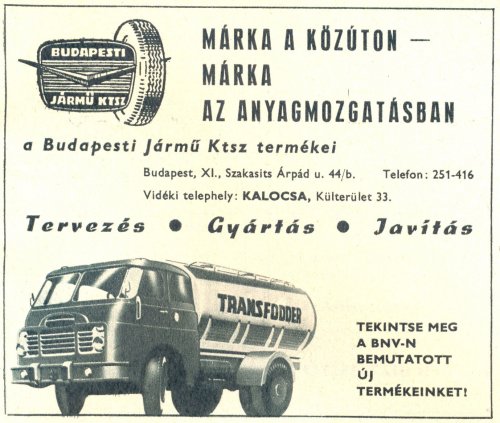 BUDAPESTI
JÁRMŰ KTSZ
MÁRKA A KÖZÚTON —
MÁRKA
AZ ANYAGMOZGATÁSBAN
a Budapesti Jármű Ktsz termékei
Budapest, XI., Szakasits Árpád u. 44/b. Telefon: 251-416
Vidéki telephely: KALOCSA, Külterület 33.
Tervezés ● Gyártás ● Javítás
TRANSFODDER
TEKINTSE MEG
A BNV-N
BEMUTATOTT
ÚJ
TERMÉKEINKET!